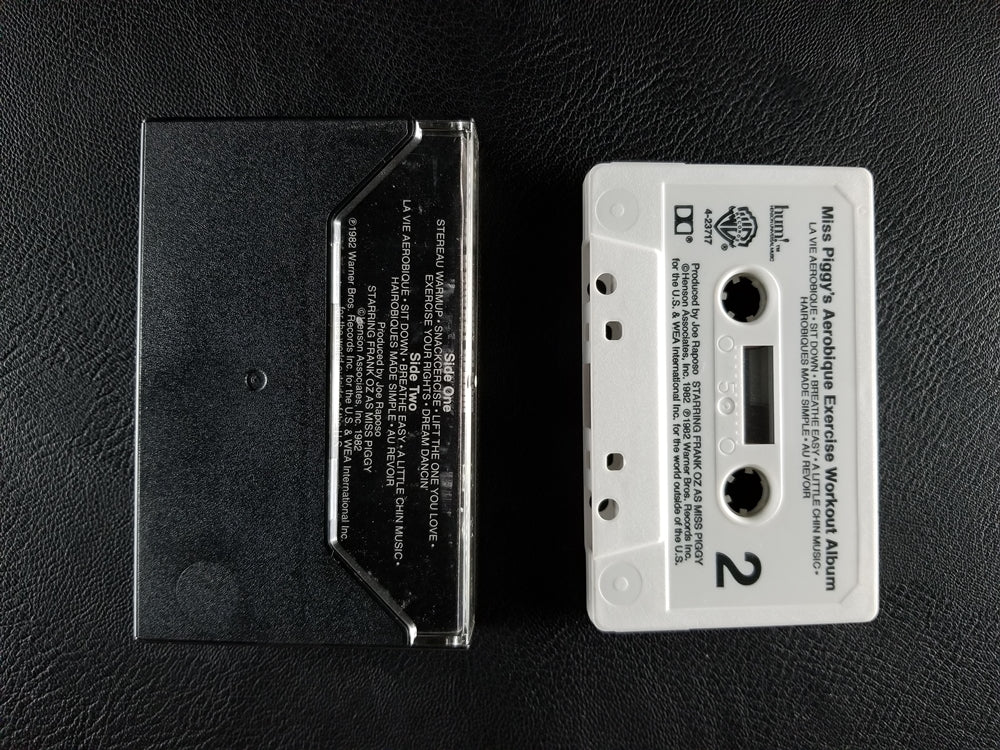 Side One
STEREAU WARMUP • SNACKCERCISE • LIFT THE ONE YOU LOVE •
EXERCISE YOUR RIGHTS • DREAM DANCIN
Side Two
LA VIE AEROBIQUE • SIT DOWN • BREATHE EASY • A LITTLE CHIN MUSIC •
HAIROBIQUES MADE SIMPLE • AU REVOIR
Produced by Joe Raposo
STARRING FRANK OZ AS MISS PIGGY
©Henson Associates, Inc. 1982
℗1982 Warner Bros. Records Inc. for the U.S. & WEA International Inc.
Miss Piggy's Aerobique Exercise Workout Album
LA VIE AEROBIQUE • SIT DOWN • BREATHE EASY • A LITTLE CHIN MUSIC •
HAIROBIQUES MADE SIMPLE • AU REVOIR
hum!™
4-23717
50
2
Produced by Joe Raposo STARRING FRANK OZ AS MISS PIGGY
©Henson Associates, Inc. 1982 ℗1982 Warner Bros. Records Inc.
for the U.S. & WEA International Inc. for the world outside of the U.S.